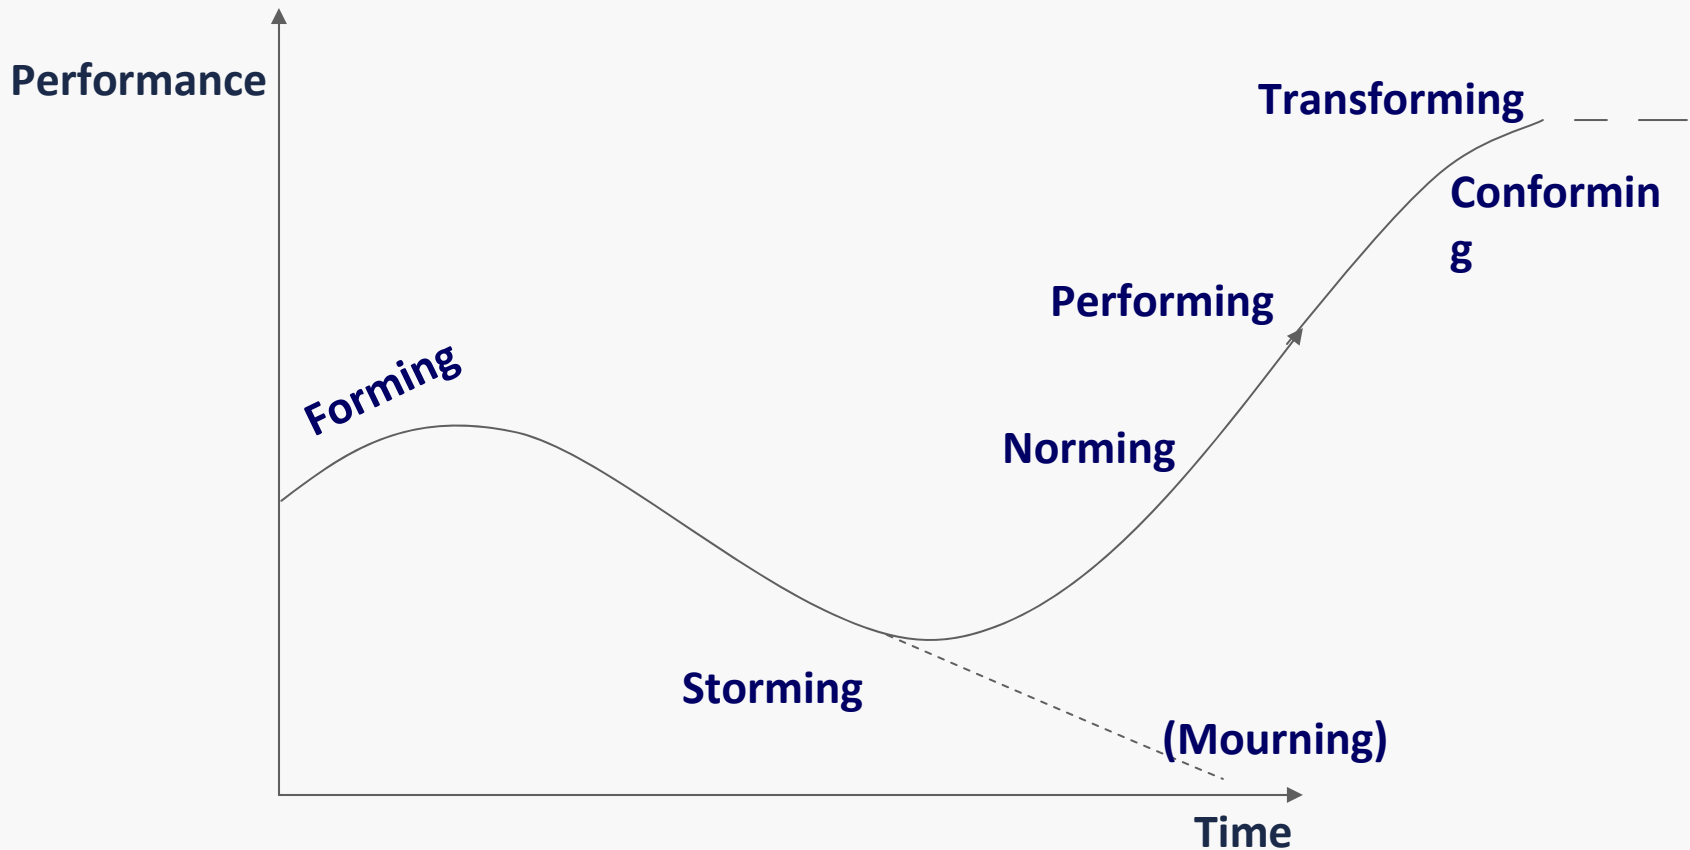 Performance
Transforming
Conformin
g
Performing
Forming
Norming
Storming
(Mourning)
Time